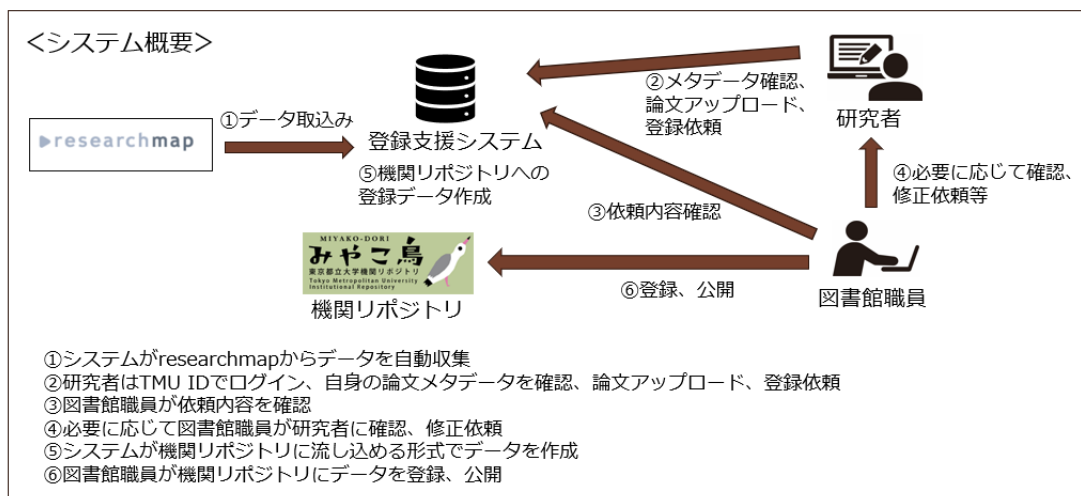 ＜システム概要＞
researchmap
①データ取込み
登録支援システム
⑤機関リポジトリへの
登録データ作成
②メタデータ確認、
論文アップロード、
登録依頼
研究者
④必要に応じて確認、
修正依頼等
③依頼内容確認
図書館職員
MIYAKO-DORI
みやこ鳥
東京都立大学機関リポジトリ
Tokyo Metropolitan University
Institutional Repository
機関リポジトリ
⑥登録、公開
①システムがresearchmapからデータを自動収集
②研究者はTMU IDでログイン、自身の論文メタデータを確認、論文アップロード、登録依頼
③図書館職員が依頼内容を確認
④必要に応じて図書館職員が研究者に確認、修正依頼
⑤システムが機関リポジトリに流し込める形式でデータを作成
⑥図書館職員が機関リポジトリにデータを登録、公開